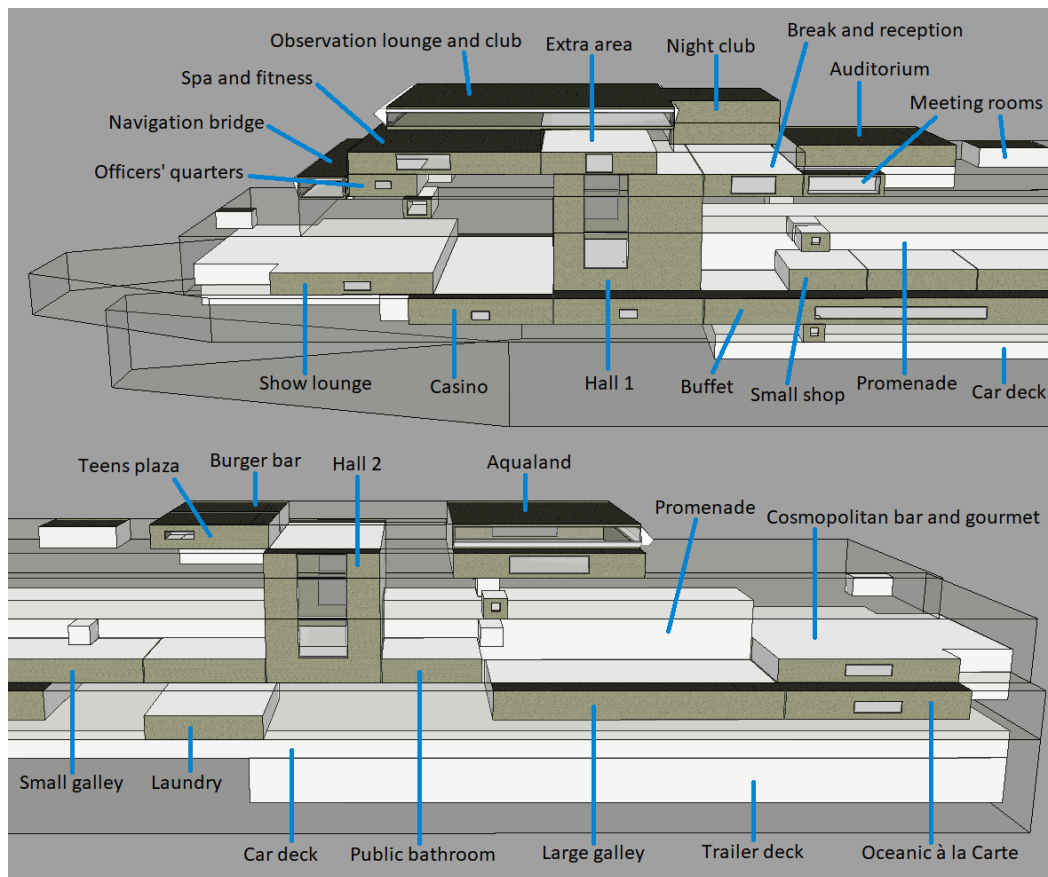 Observation lounge and club
Extra area
Night club
Break and reception
Auditorium
Spa and fitness
Meeting rooms
Navigation bridge
Officers' quarters
Show lounge
Casino
Hall 1
Buffet
Small shop
Promenade
Car deck
Teens plaza
Burger bar
Hall 2
Aqualand
Promenade
Cosmopolitan bar and gourmet
Small galley
Laundry
Car deck
Public bathroom
Large galley
Trailer deck
Oceanic à la Carte